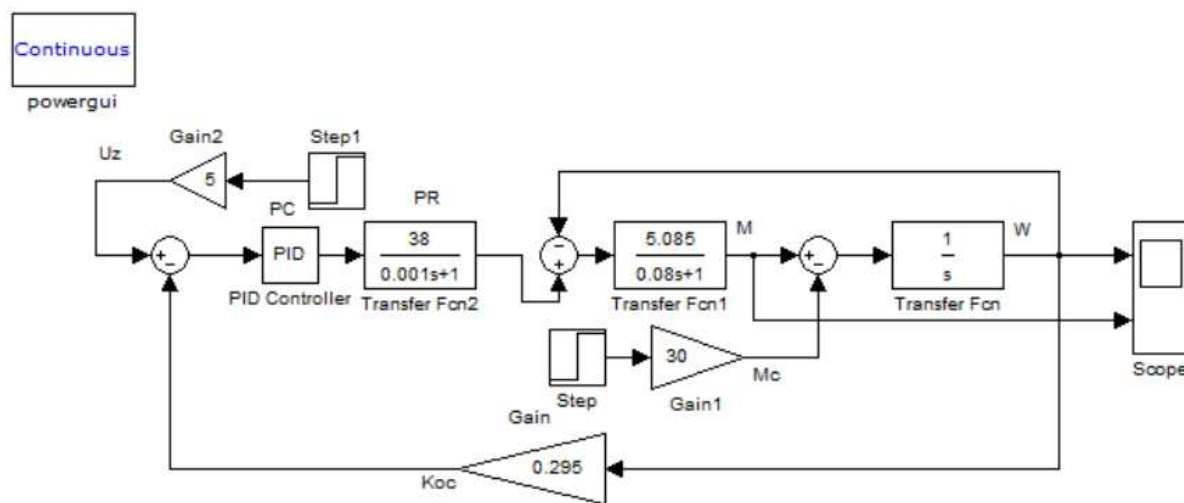 Continuous
powergui
Gain2
Step1
Uz
5
PC
PR
+
-
PID
PID Controller
38
0.001s+1
Transfer Fcn2
-
+
5.085
0.08s+1
Transfer Fcn1
M
+
-
1
s
Transfer Fcn
W
Scope
Step
30
Gain1
Mc
Gain
0.295
Koc